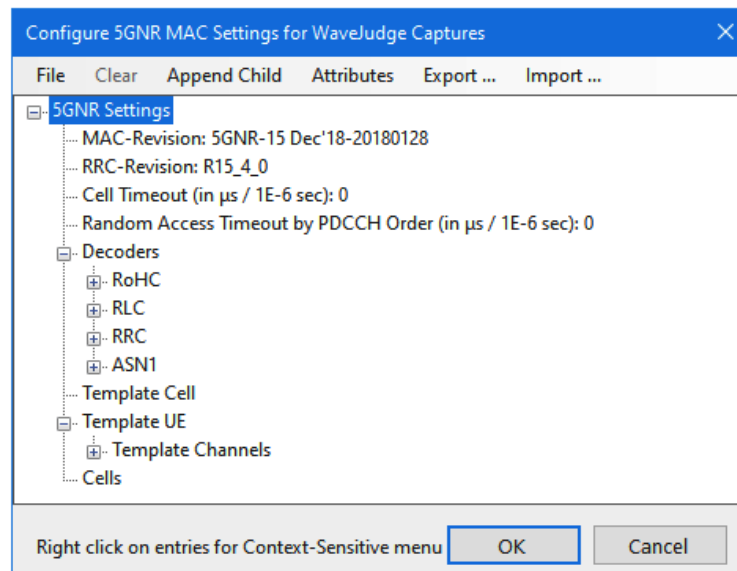 Configure 5GNR MAC Settings for WaveJudge Captures
File Clear Append Child Attributes Export ... Import ...
5GNR Settings
MAC-Revision: 5GNR-15 Dec'18-20180128
RRC-Revision: R15_4_0
Cell Timeout (in µs / 1E-6 sec): 0
Random Access Timeout by PDCCH Order (in µs / 1E-6 sec): 0
Decoders
RoHC
RLC
RRC
ASN1
Template Cell
Template UE
Template Channels
Cells
Right click on entries for Context-Sensitive menu OK Cancel